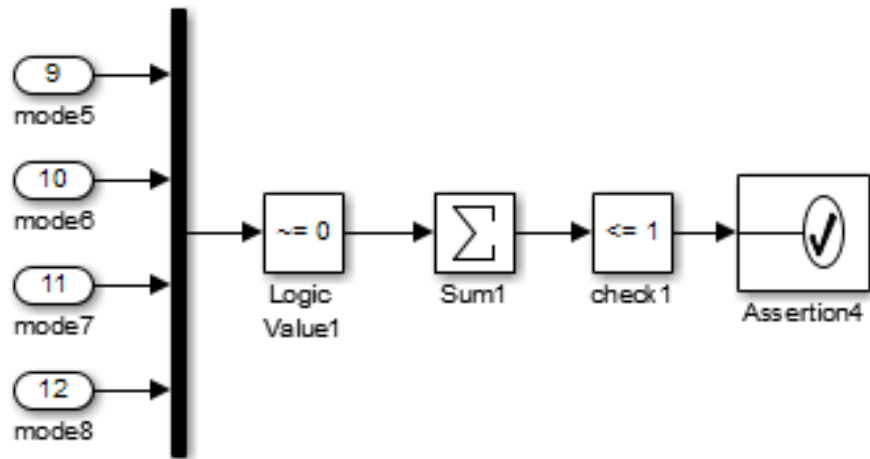 9
mode5
10
mode6
11
mode7
12
mode8
~= 0
Logic
Value1
Sum1
<= 1
check1
Assertion4